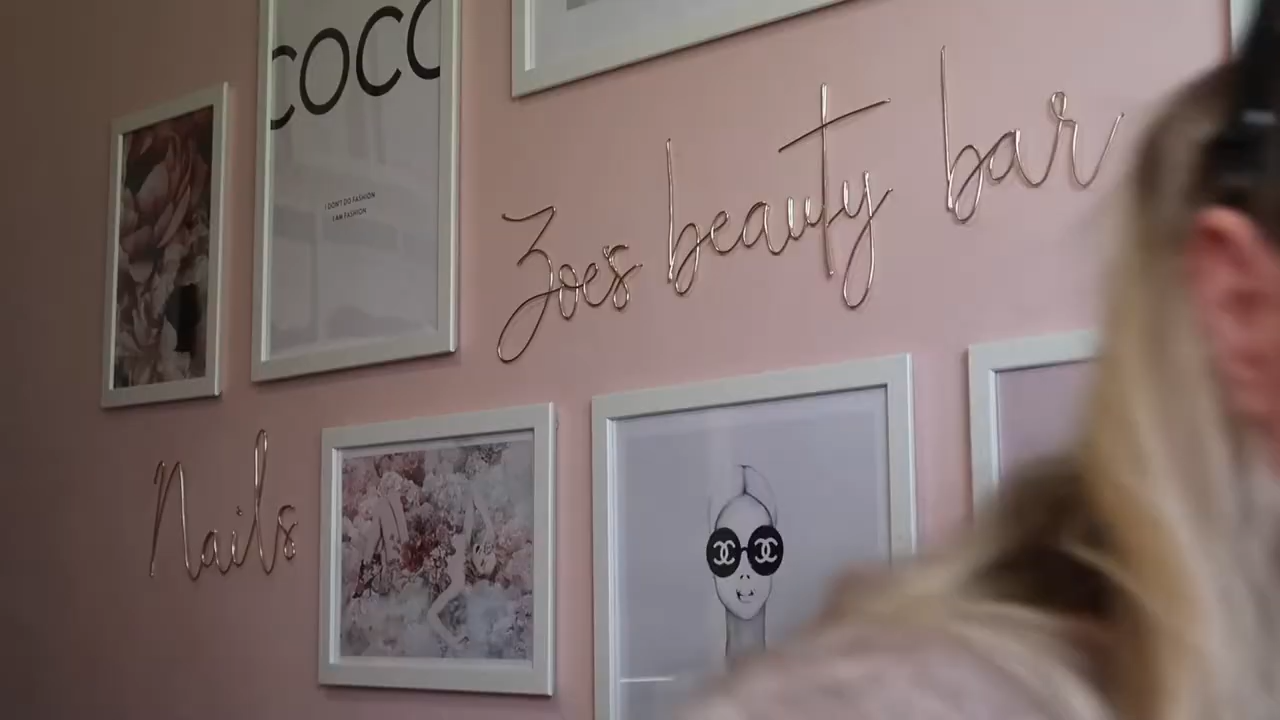 COCO
I DON'T DO FASHION
I AM FASHION
Zoes beauty bar
Nails